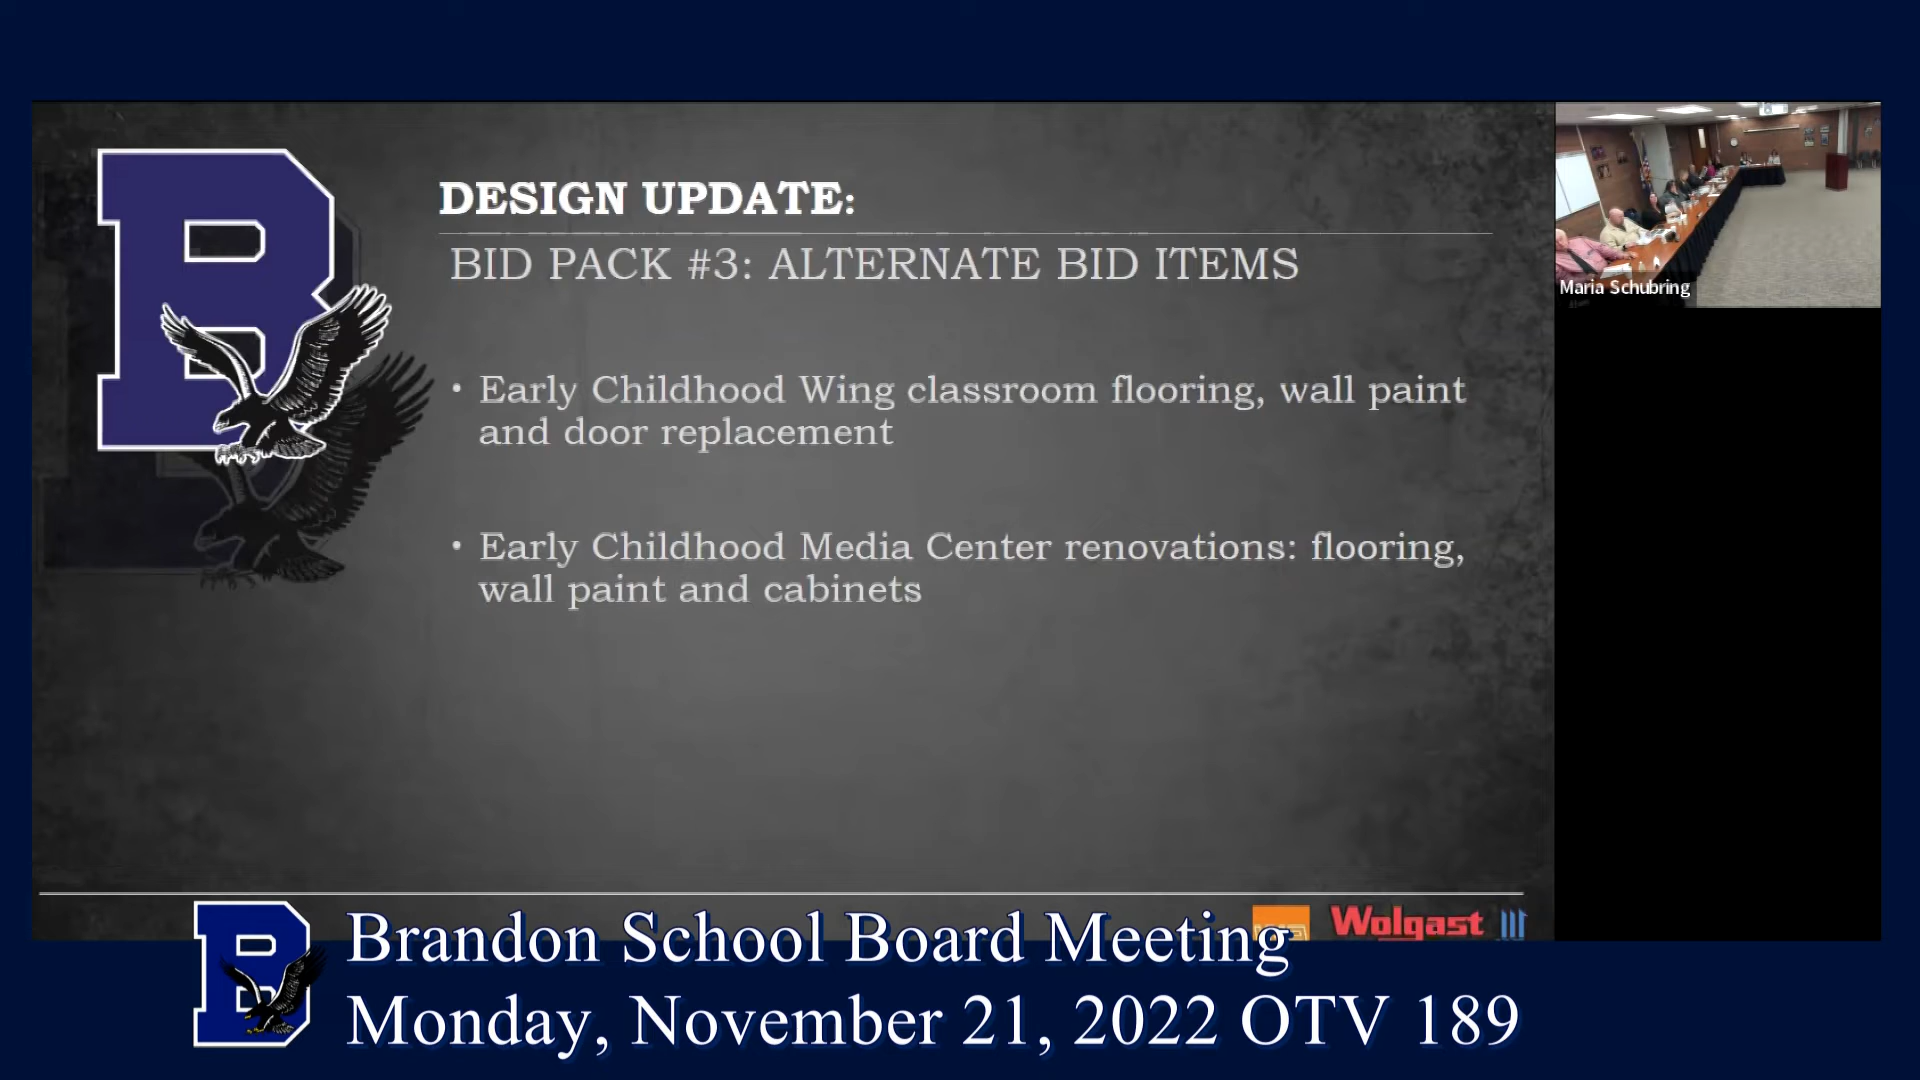 DESIGN UPDATE:
BID PACK #3: ALTERNATE BID ITEMS
• Early Childhood Wing classroom flooring, wall paint
and door replacement
• Early Childhood Media Center renovations: flooring,
wall paint and cabinets
Maria Schubring
Wolgast
Brandon School Board Meeting
Monday, November 21, 2022 OTV 189